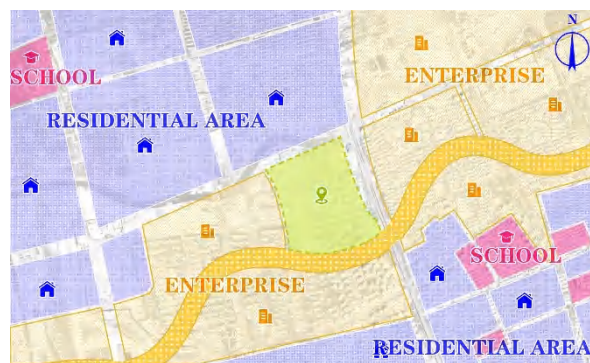 N
SCHOOL
ENTERPRISE
RESIDENTIAL AREA
SCHOOL
ENTERPRISE
RESIDENTIAL AREA